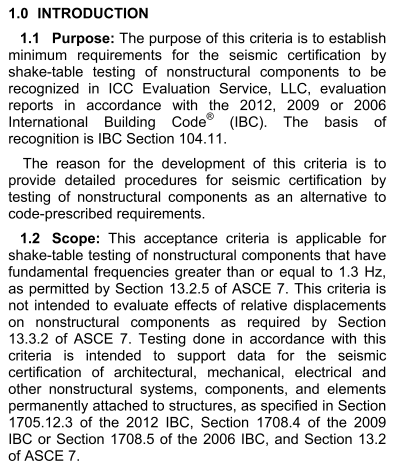 1.0 INTRODUCTION
1.1 Purpose: The purpose of this criteria is to establish
minimum requirements for the seismic certification by
shake-table testing of nonstructural components to be
recognized in ICC Evaluation Service, LLC, evaluation
reports in accordance with the 2012, 2009 or 2006
International Building Code® (IBC). The basis of
recognition is IBC Section 104.11.
The reason for the development of this criteria is to
provide detailed procedures for seismic certification by
testing of nonstructural components as an alternative to
code-prescribed requirements.
1.2 Scope: This acceptance criteria is applicable for
shake-table testing of nonstructural components that have
fundamental frequencies greater than or equal to 1.3 Hz,
as permitted by Section 13.2.5 of ASCE 7. This criteria is
not intended to evaluate effects of relative displacements
on nonstructural components as required by Section
13.3.2 of ASCE 7. Testing done in accordance with this
criteria is intended to support data for the seismic
certification of architectural, mechanical, electrical and
other nonstructural systems, components, and elements
permanently attached to structures, as specified in Section
1705.12.3 of the 2012 IBC, Section 1708.4 of the 2009
IBC or Section 1708.5 of the 2006 IBC, and Section 13.2
of ASCE 7.